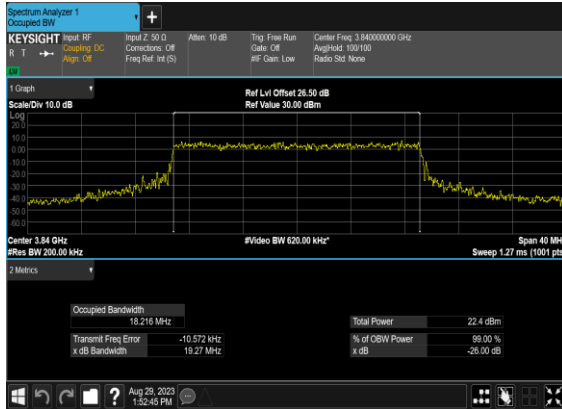 Spectrum Analyzer 1
Occupied BW
KEYSIGHT Input: RF Input Z: 50 Ω Atten: 10 dB Trig: Free Run Center Freq: 3.840000000 GHz
R T Coupling: DC Corrections: Off Gate: Off Avg|Hold: 100/100
Align: Off Freq Ref: Int (S) #IF Gain: Low Radio Std: None
LU
1 Graph
Ref Lvl Offset 26.50 dB
Scale/Div 10.0 dB Ref Value 30.00 dBm
Log
20.0
10.0
0.00
-10.0
-20.0
-30.0
-40.0
-50.0
-60.0
Center 3.84 GHz #Video BW 620.00 kHz* Span 40 MH
#Res BW 200.00 kHz Sweep 1.27 ms (1001 pts
2 Metrics
Occupied Bandwidth
18.216 MHz Total Power 22.4 dBm
Transmit Freq Error -10.572 kHz % of OBW Power 99.00 %
x dB Bandwidth 19.27 MHz x dB -26.00 dB
? Aug 29, 2023
1:52:45 PM